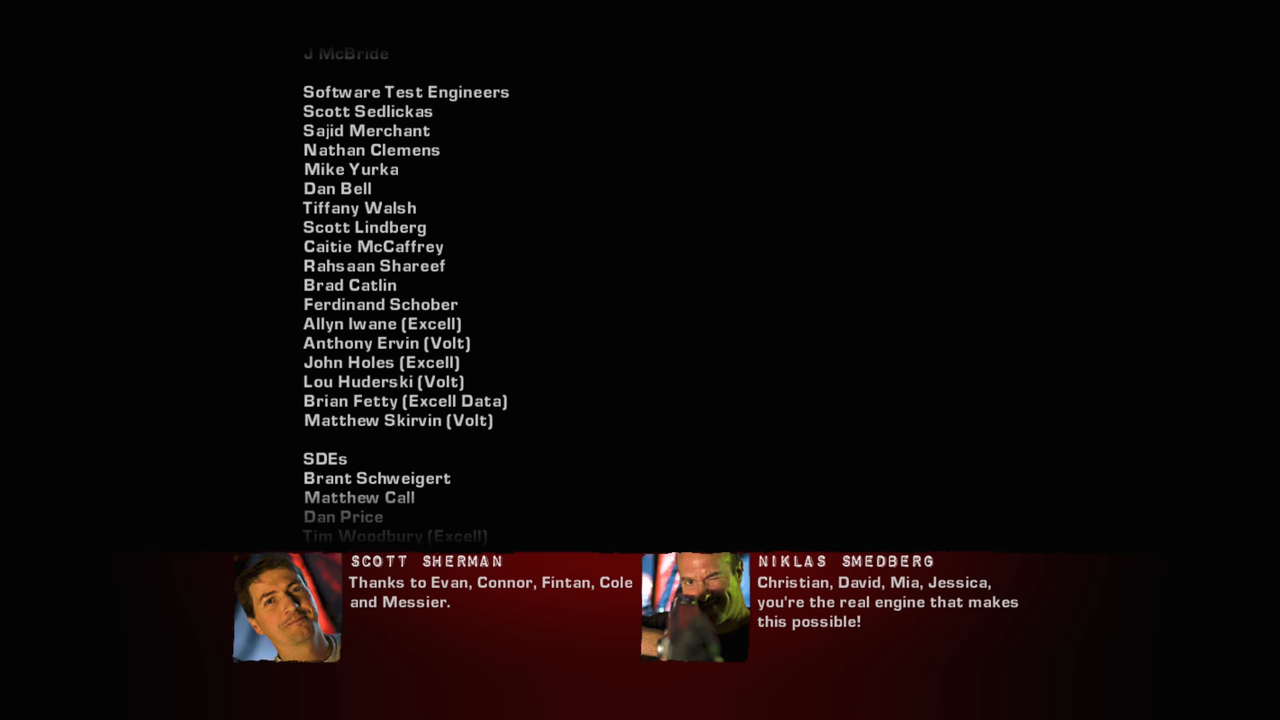 J McBride
Software Test Engineers
Scott Sedlickas
Sajid Merchant
Nathan Clemens
Mike Yurka
Dan Bell
Tiffany Walsh
Scott Lindberg
Caitie McCaffrey
Rahsaan Shareef
Brad Catlin
Ferdinand Schober
Allyn Iwane (Excell)
Anthony Ervin (Volt)
John Holes (Excell)
Lou Huderski (Volt)
Brian Fetty (Excell Data)
Matthew Skirvin (Volt)
SDEs
Brant Schweigert
Matthew Call
Dan Price
Tim Woodbury (Excell)
SCOTT SHERMAN
Thanks to Evan, Connor, Fintan, Cole
and Messier.
NIKLAS SMEDBERG
Christian, David, Mia, Jessica,
you're the real engine that makes
this possible!